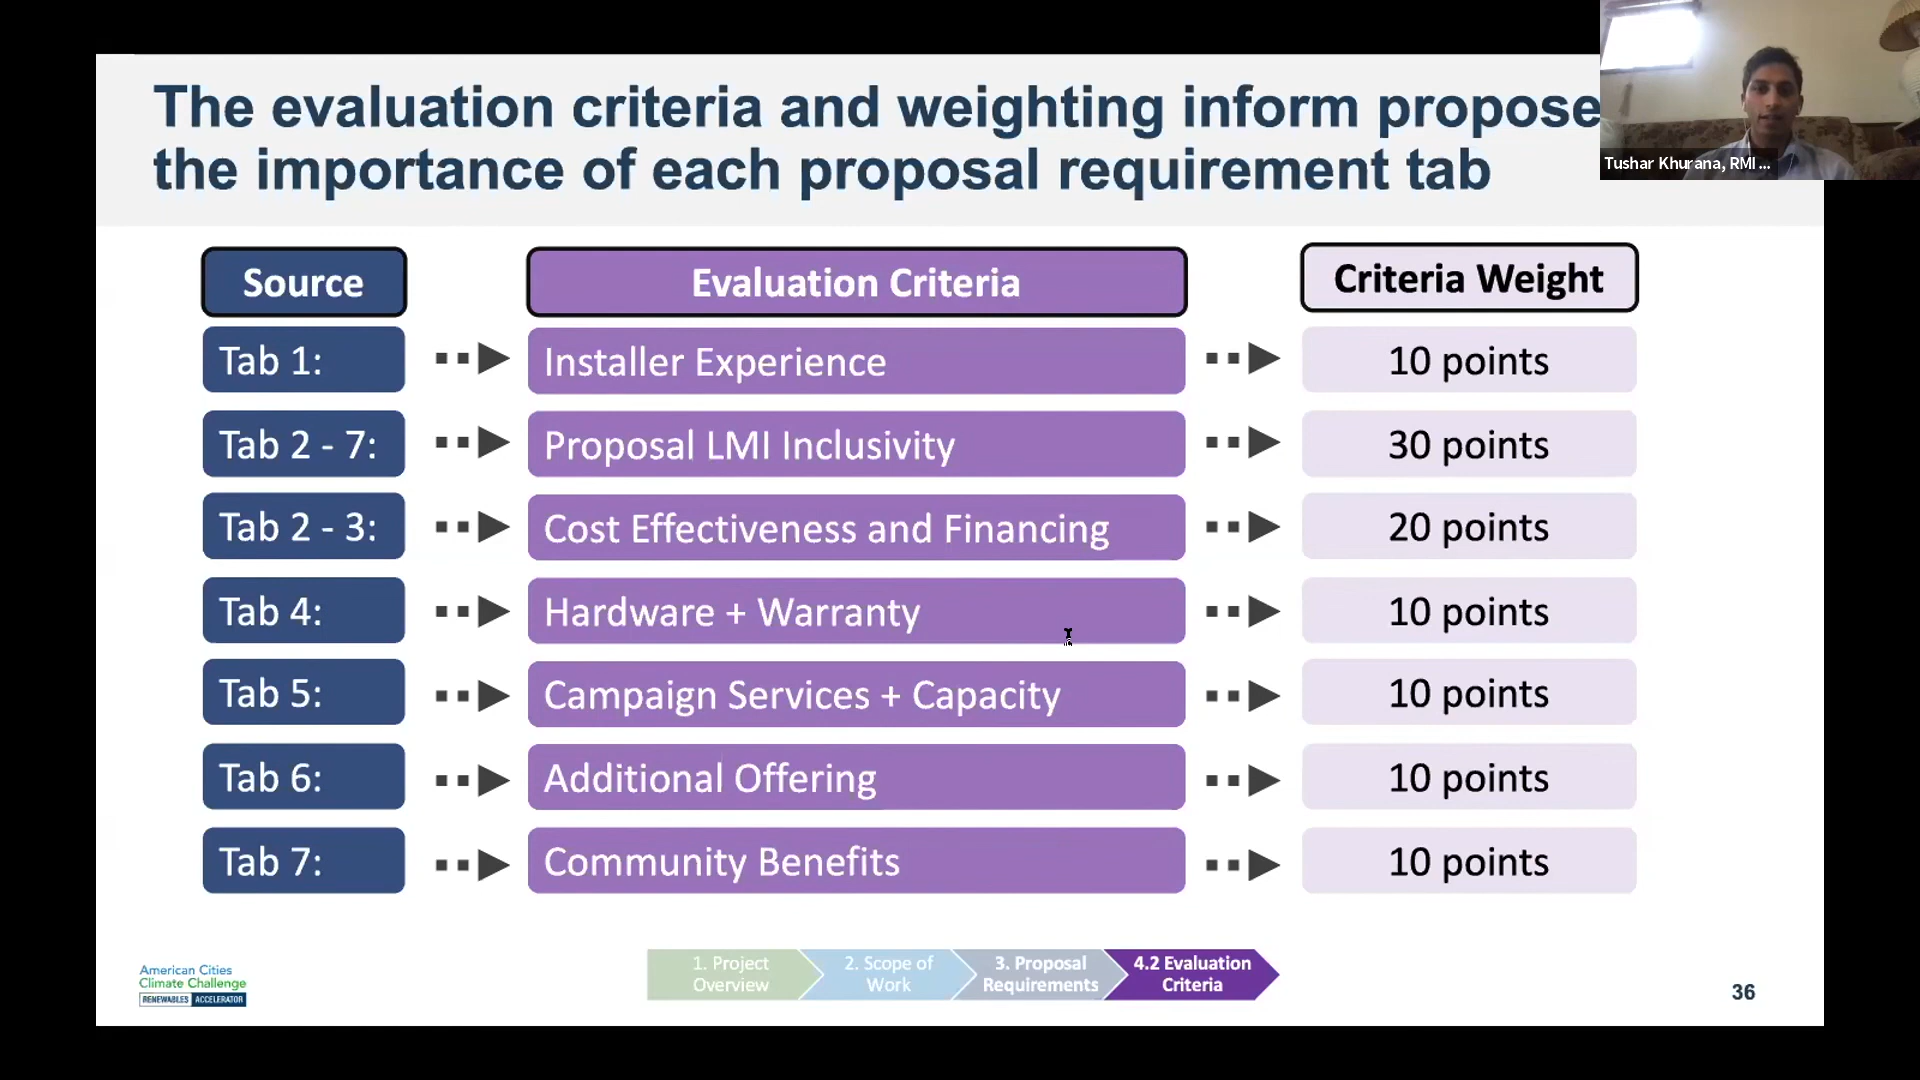 The evaluation criteria and weighting inform propose
the importance of each proposal requirement tab
Tushar Khurana, RMI ...
Source
Evaluation Criteria
Criteria Weight
Tab 1:
Installer Experience
10 points
Tab 2 - 7:
Proposal LMI Inclusivity
30 points
Tab 2 - 3:
Cost Effectiveness and Financing
20 points
Tab 4:
Hardware + Warranty
10 points
Tab 5:
Campaign Services + Capacity
10 points
Tab 6:
Additional Offering
10 points
Tab 7:
Community Benefits
10 points
American Cities
Climate Challenge
RENEWABLES ACCELERATOR
1. Project
Overview
2. Scope of
Work
3. Proposal
Requirements
4.2 Evaluation
Criteria
36